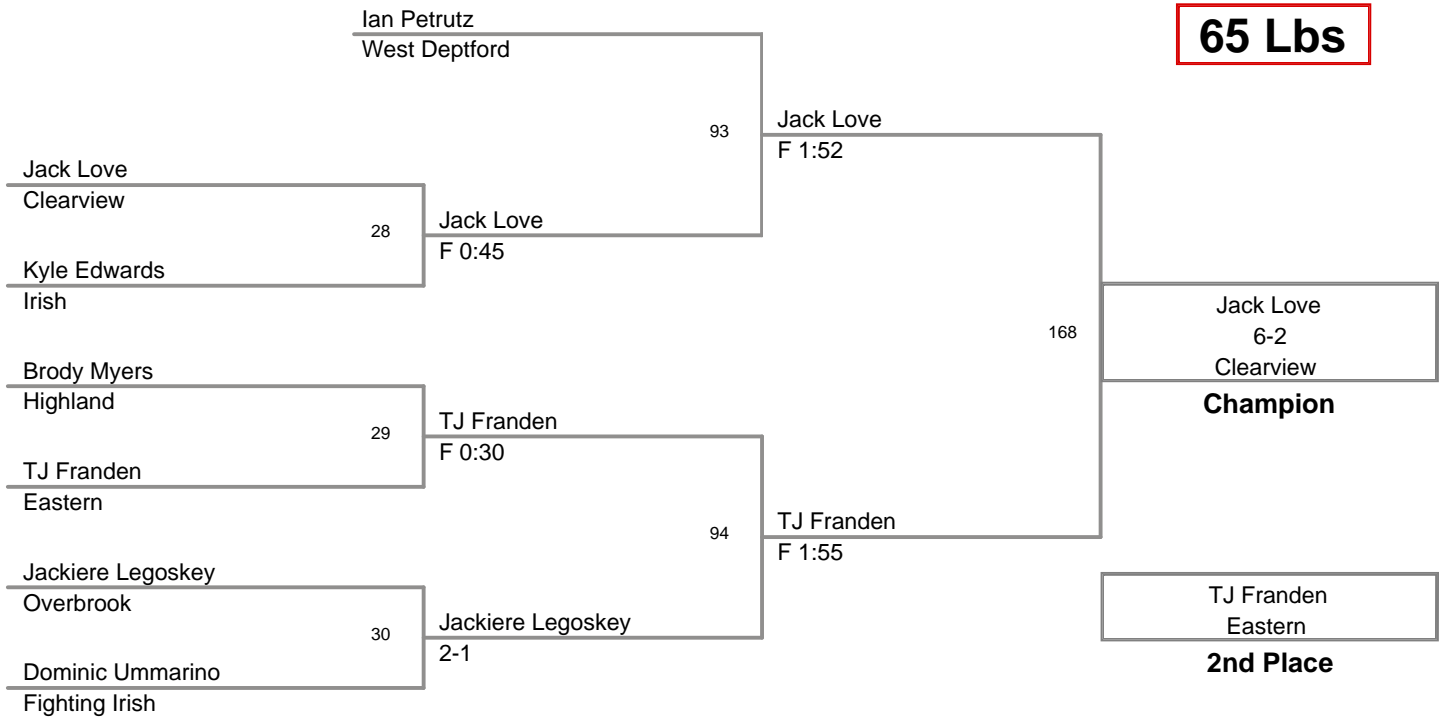 Ian Petrutz
West Deptford
65 Lbs
93
Jack Love
F 1:52
Jack Love
Clearview
28
Jack Love
F 0:45
Kyle Edwards
Irish
168
Jack Love
6-2
Clearview
Champion
Brody Myers
Highland
29
TJ Franden
F 0:30
TJ Franden
Eastern
94
TJ Franden
F 1:55
Jackiere Legoskey
Overbrook
30
Jackiere Legoskey
2-1
Dominic Ummarino
Fighting Irish
TJ Franden
Eastern
2nd Place